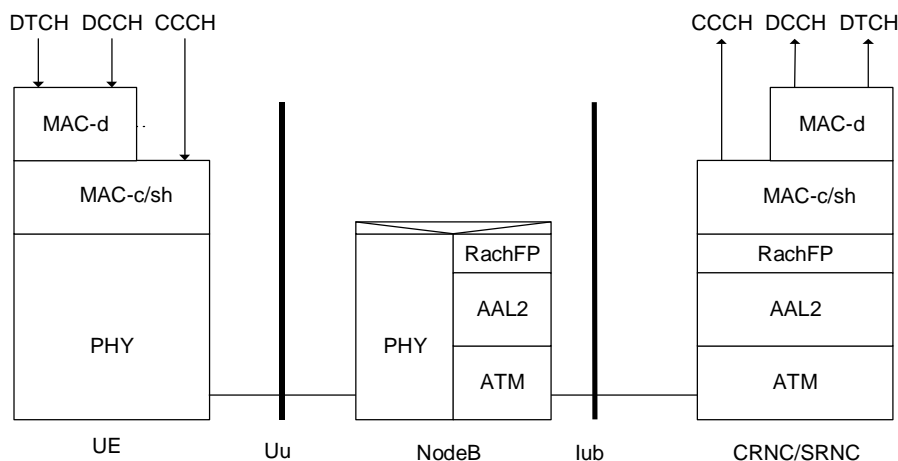 DTCH DCCH CCCH
CCCH DCCH DTCH
MAC-d
MAC-d
MAC-c/sh
MAC-c/sh
RachFP
RachFP
PHY
PHY
AAL2
AAL2
ATM
ATM
UE
Uu
NodeB
Iub
CRNC/SRNC